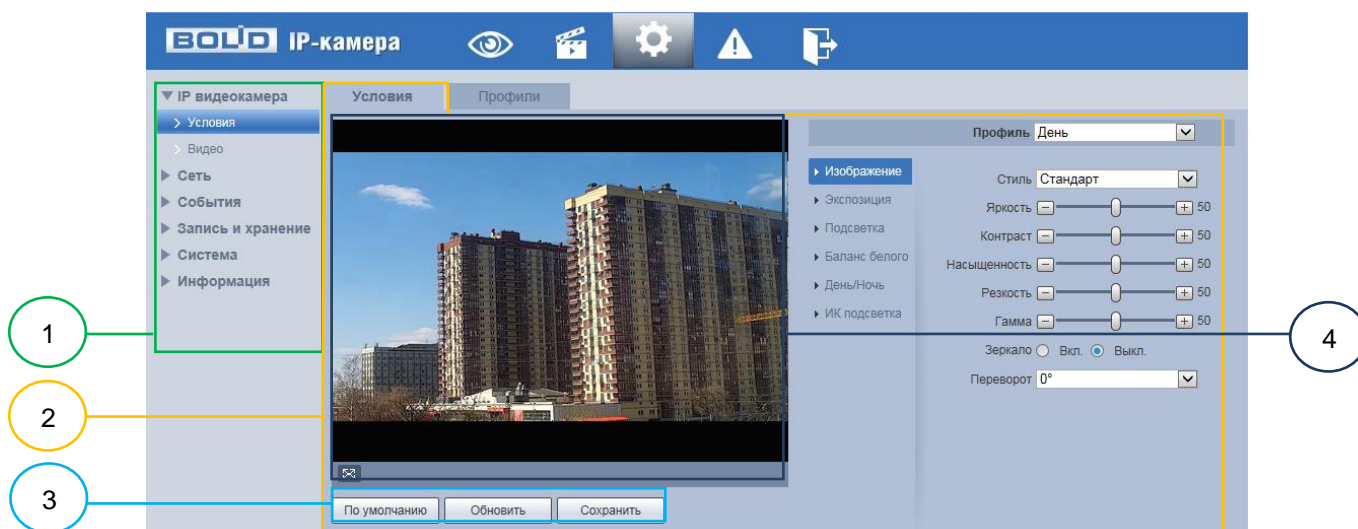 BOLID IP-камера
IP видеокамера
Условия
Видео
Сеть
События
Запись и хранение
Система
Информация
Условия
Профили
Профиль День
Изображение
Экспозиция
Подсветка
Баланс белого
День/Ночь
ИК подсветка
Стиль Стандарт
Яркость 50
Контраст 50
Насыщенность 50
Резкость 50
Гамма 50
Зеркало Вкл. Выкл.
Переворот 0°
По умолчанию
Обновить
Сохранить
1
2
3
4